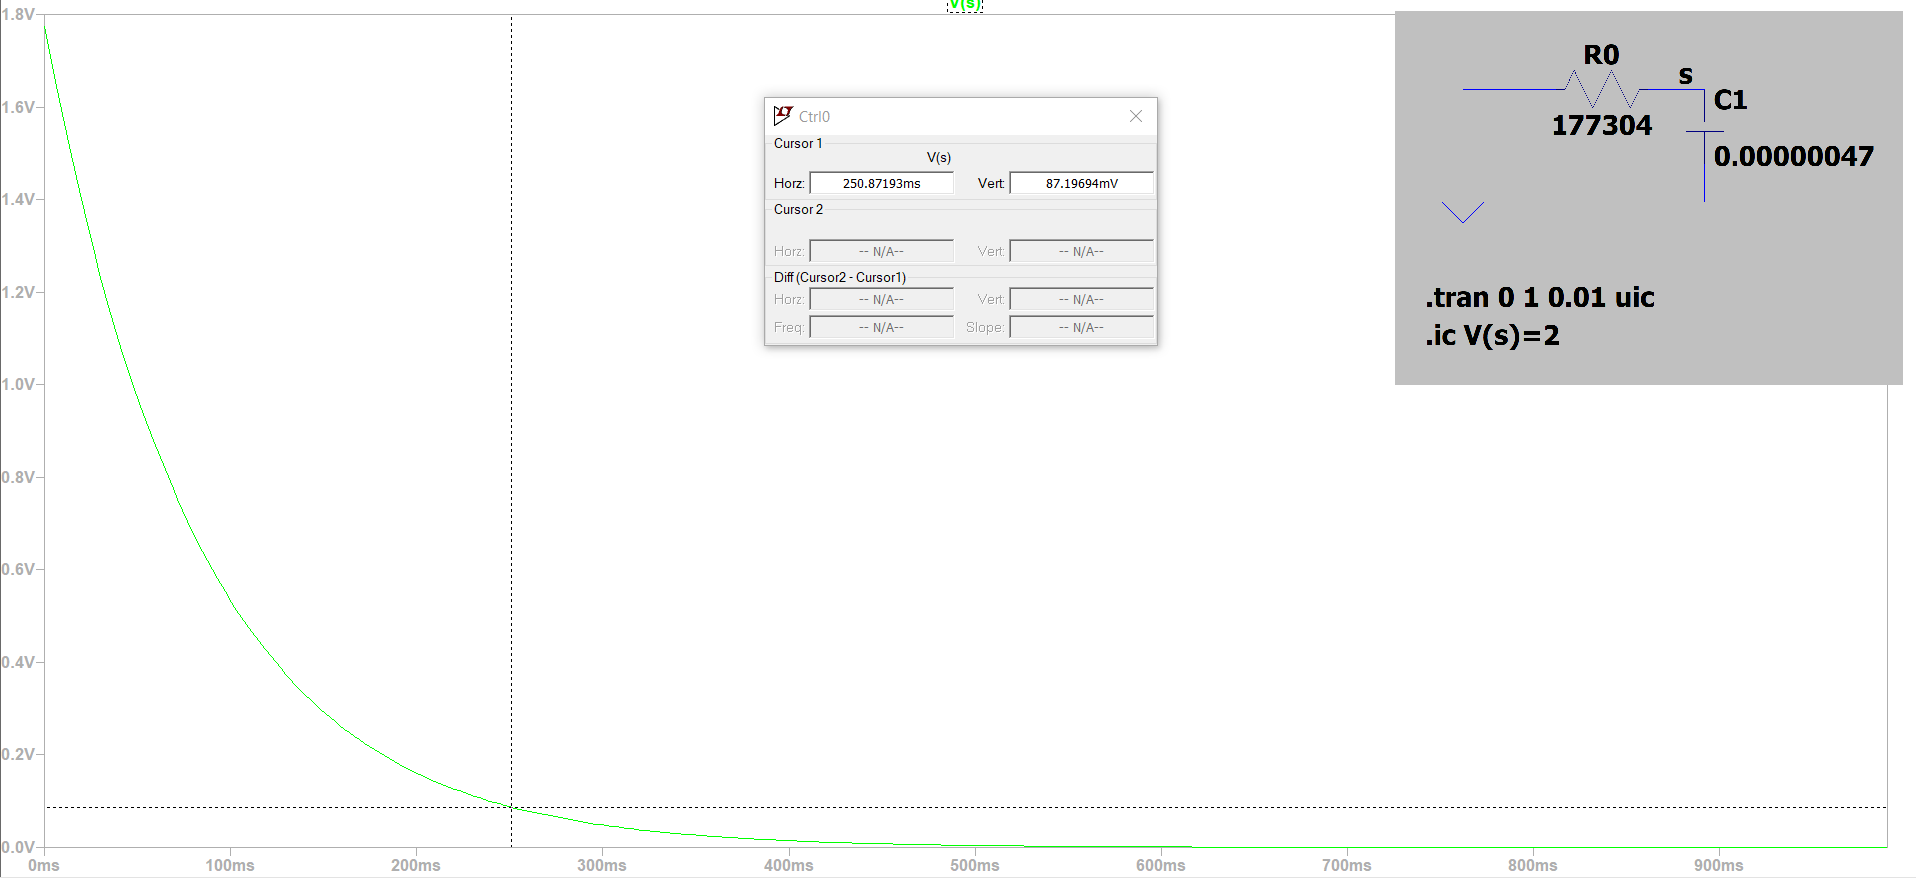 V(s)
1.8V
1.6V
1.4V
1.2V
1.0V
0.8V
0.6V
0.4V
0.2V
0.0V
0ms 100ms 200ms 300ms 400ms 500ms 600ms 700ms 800ms 900ms
Ctrl0
Cursor 1
V(s)
Horz: 250.87193ms Vert: 87.19694mV
Cursor 2
Horz: -- N/A-- Vert: -- N/A--
Diff (Cursor2 - Cursor1)
Horz: -- N/A-- Vert: -- N/A--
Freq: -- N/A-- Slope: -- N/A--
R0
177304
s
C1
0.00000047
.tran 0 1 0.01 uic
.ic V(s)=2